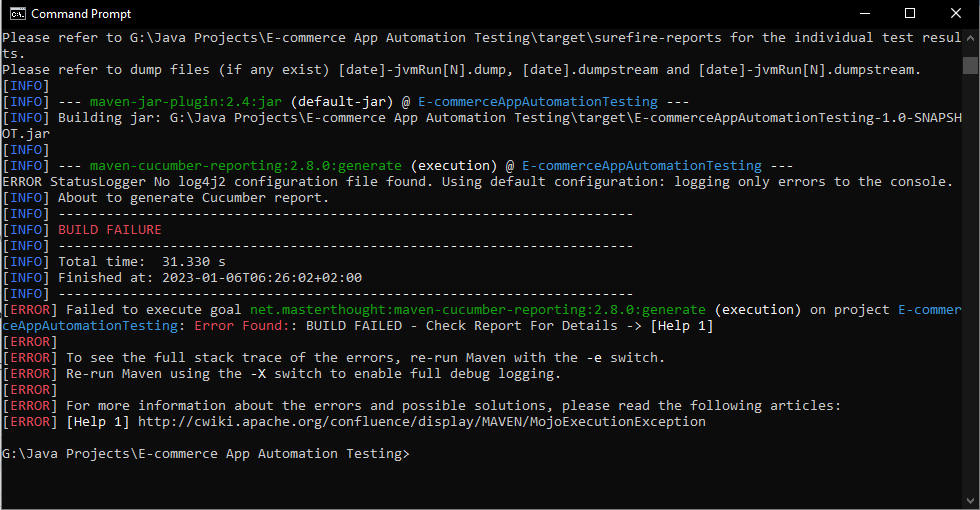 Command Prompt
Please refer to G:\Java Projects\E-commerce App Automation Testing\target\surefire-reports for the individual test resul
ts.
Please refer to dump files (if any exist) [date]-jvmRun[N].dump, [date].dumpstream and [date]-jvmRun[N].dumpstream.
[INFO]
[INFO] --- maven-jar-plugin:2.4:jar (default-jar) @ E-commerceAppAutomationTesting ---
[INFO] Building jar: G:\Java Projects\E-commerce App Automation Testing\target\E-commerceAppAutomationTesting-1.0-SNAPSH
OT.jar
[INFO]
[INFO] --- maven-cucumber-reporting:2.8.0:generate (execution) @ E-commerceAppAutomationTesting ---
ERROR StatusLogger No log4j2 configuration file found. Using default configuration: logging only errors to the console.
[INFO] About to generate Cucumber report.
[INFO] ------------------------------------------------------------------------
[INFO] BUILD FAILURE
[INFO] ------------------------------------------------------------------------
[INFO] Total time:  31.330 s
[INFO] Finished at: 2023-01-06T06:26:02+02:00
[INFO] ------------------------------------------------------------------------
[ERROR] Failed to execute goal net.masterthought:maven-cucumber-reporting:2.8.0:generate (execution) on project E-commer
ceAppAutomationTesting: Error Found:: BUILD FAILED - Check Report For Details -> [Help 1]
[ERROR]
[ERROR] To see the full stack trace of the errors, re-run Maven with the -e switch.
[ERROR] Re-run Maven using the -X switch to enable full debug logging.
[ERROR]
[ERROR] For more information about the errors and possible solutions, please read the following articles:
[ERROR] [Help 1] http://cwiki.apache.org/confluence/display/MAVEN/MojoExecutionException
G:\Java Projects\E-commerce App Automation Testing>